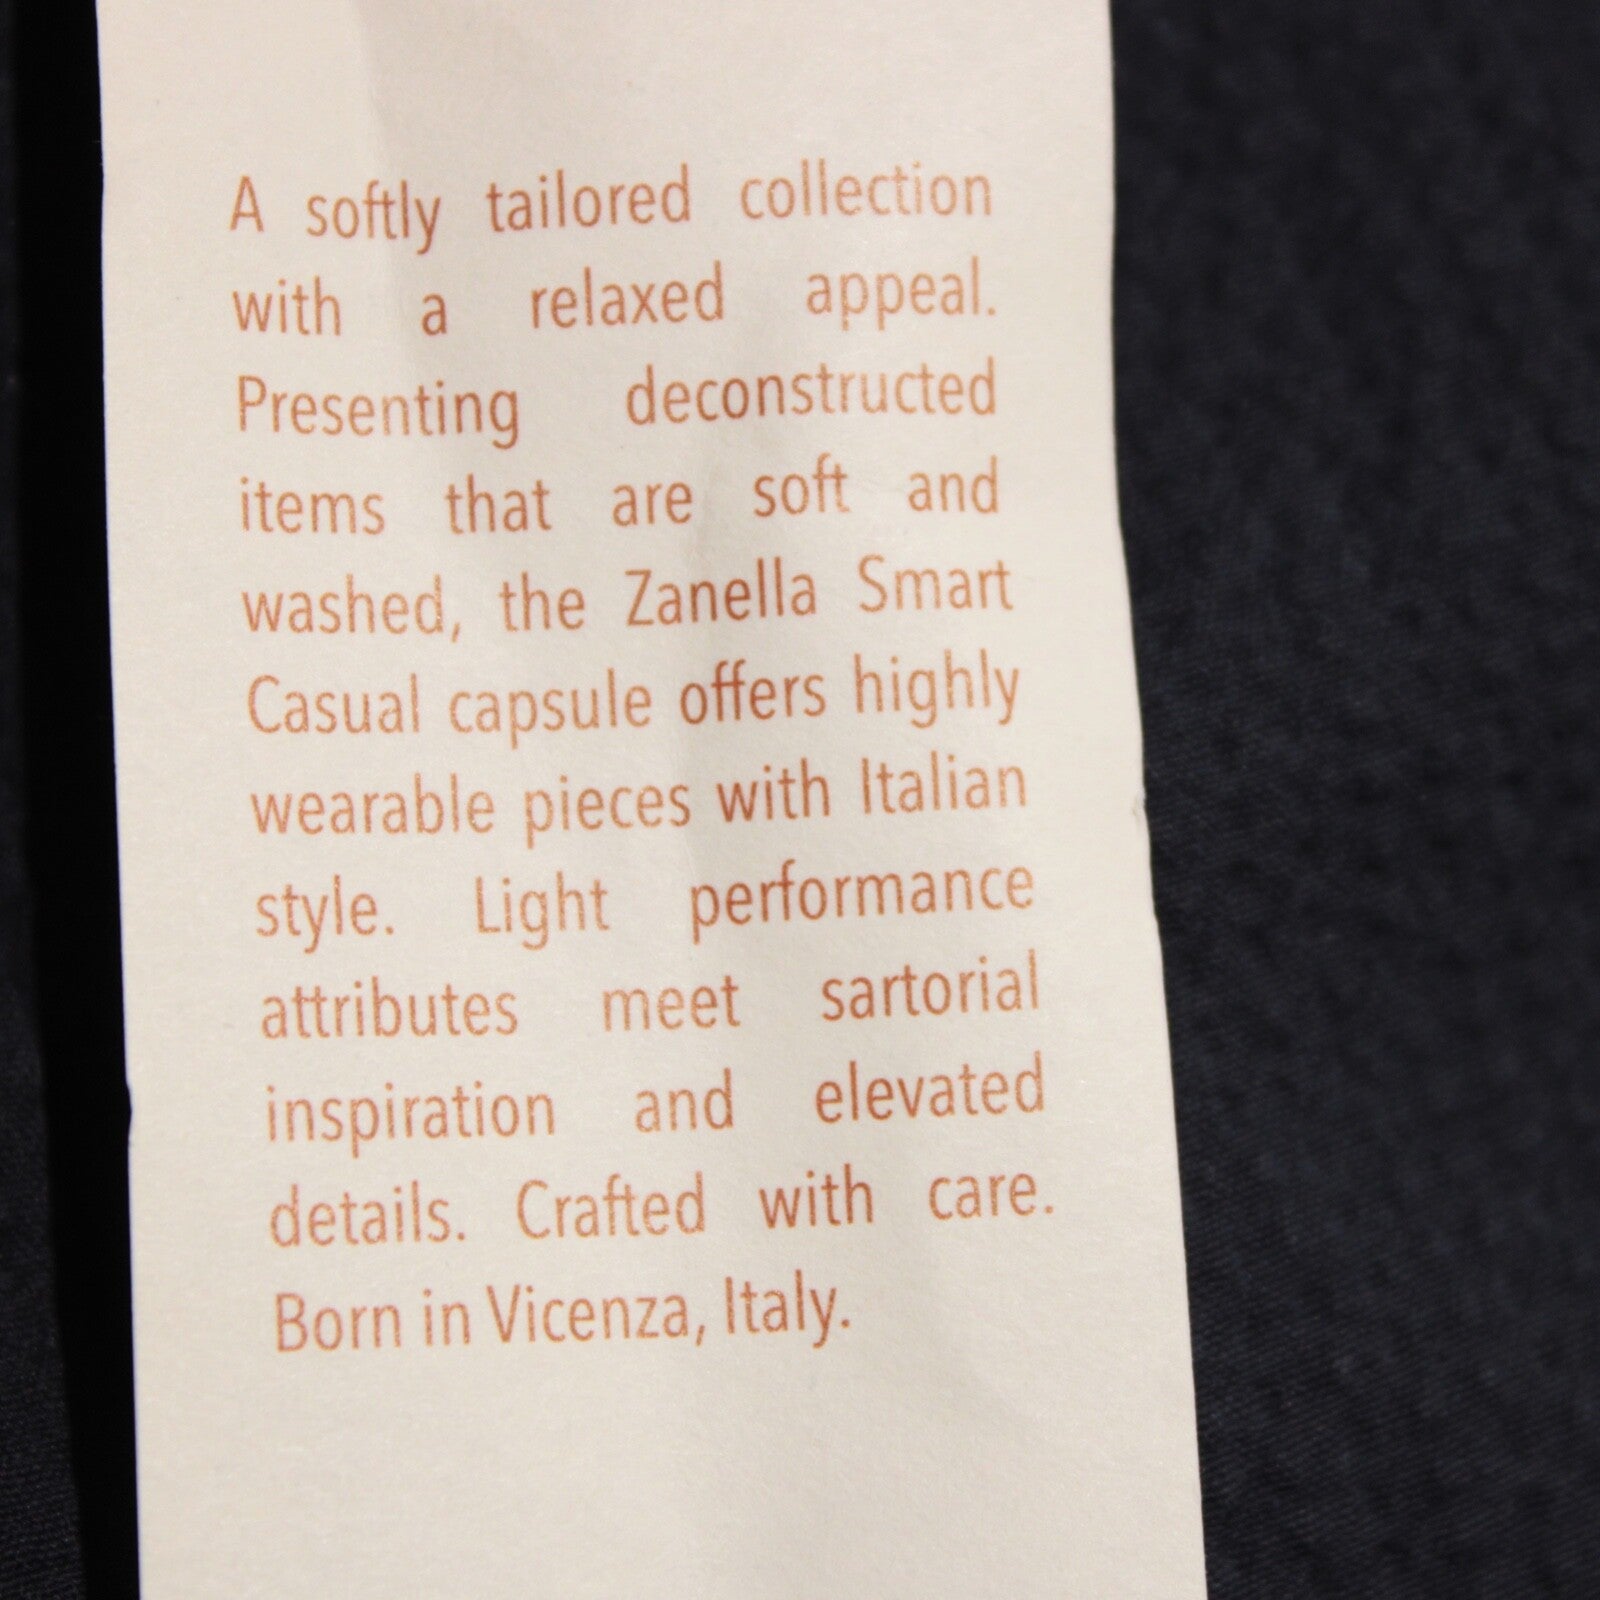 A softly tailored collection
with a relaxed appeal.
Presenting deconstructed
items that are soft and
washed, the Zanella Smart
Casual capsule offers highly
wearable pieces with Italian
style. Light performance
attributes meet sartorial
inspiration and elevated
details. Crafted with care.
Born in Vicenza, Italy.